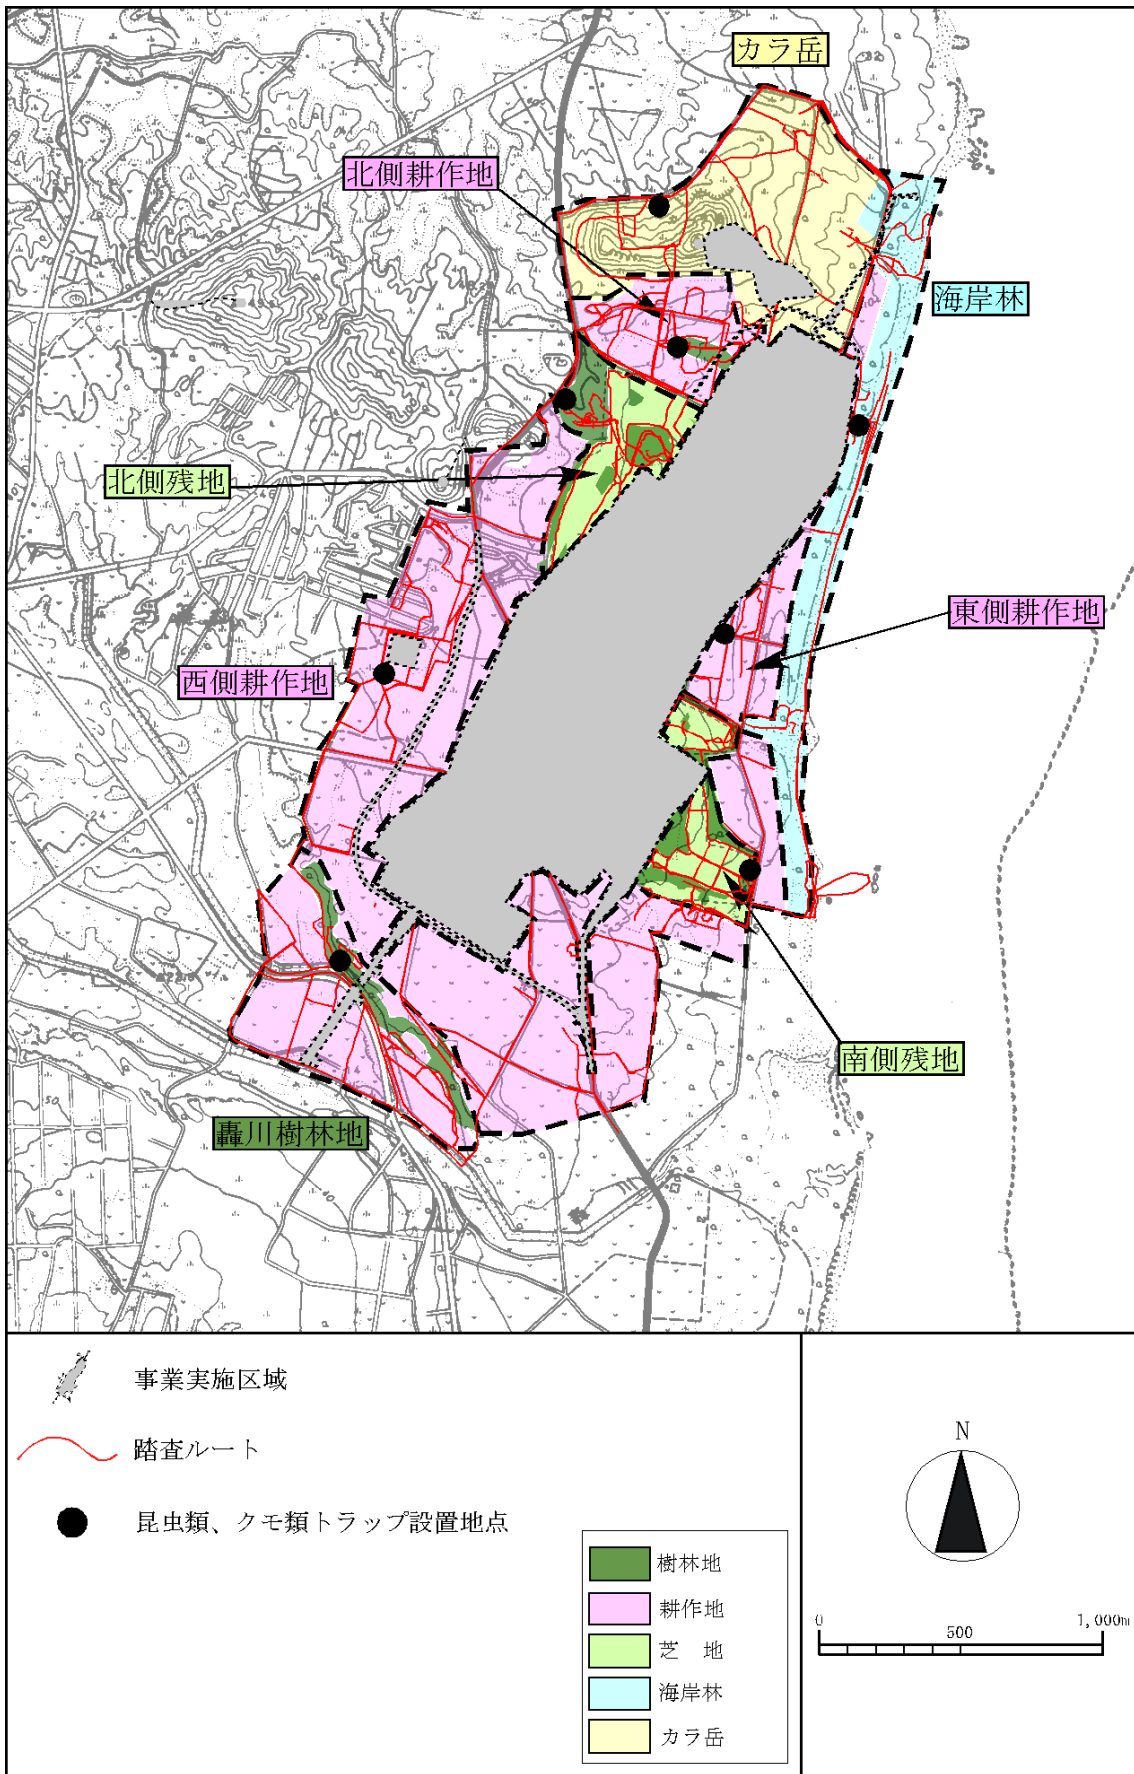 カラ岳
北側耕作地
海岸林
北側残地
東側耕作地
西側耕作地
南側残地
轟川樹林地
事業実施区域
踏査ルート
昆虫類、クモ類トラップ設置地点
樹林地
耕作地
芝 地
海岸林
カラ岳
N
0 500 1,000m